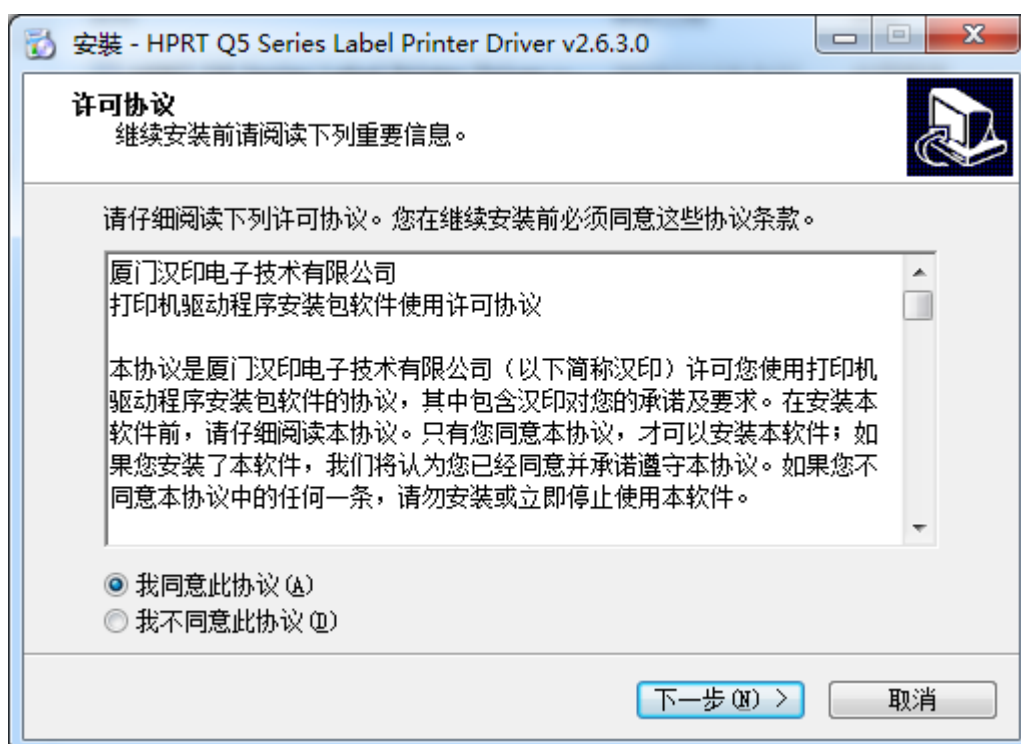 安裝 - HPRT Q5 Series Label Printer Driver v2.6.3.0
许可协议
继续安装前请阅读下列重要信息。
请仔细阅读下列许可协议。您在继续安装前必须同意这些协议条款。
厦门汉印电子技术有限公司
打印机驱动程序安装包软件使用许可协议
本协议是厦门汉印电子技术有限公司（以下简称汉印）许可您使用打印机
驱动程序安装包软件的协议，其中包含汉印对您的承诺及要求。在安装本
软件前，请仔细阅读本协议。只有您同意本协议，才可以安装本软件；如
果您安装了本软件，我们将认为您已经同意并承诺遵守本协议。如果您不
同意本协议中的任何一条，请勿安装或立即停止使用本软件。
我同意此协议(A)
我不同意此协议(D)
下一步(N) >
取消